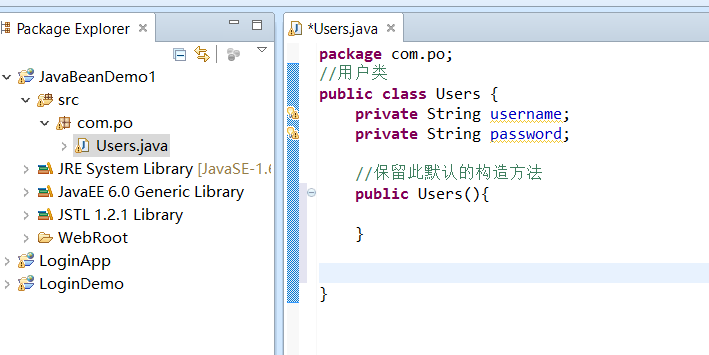 Package Explorer
JavaBeanDemo1
src
com.po
Users.java
JRE System Library [JavaSE-1.6
JavaEE 6.0 Generic Library
JSTL 1.2.1 Library
WebRoot
LoginApp
LoginDemo
*Users.java
package com.po;
//用户类
public class Users {
private String username;
private String password;
//保留此默认的构造方法
public Users(){
}
}